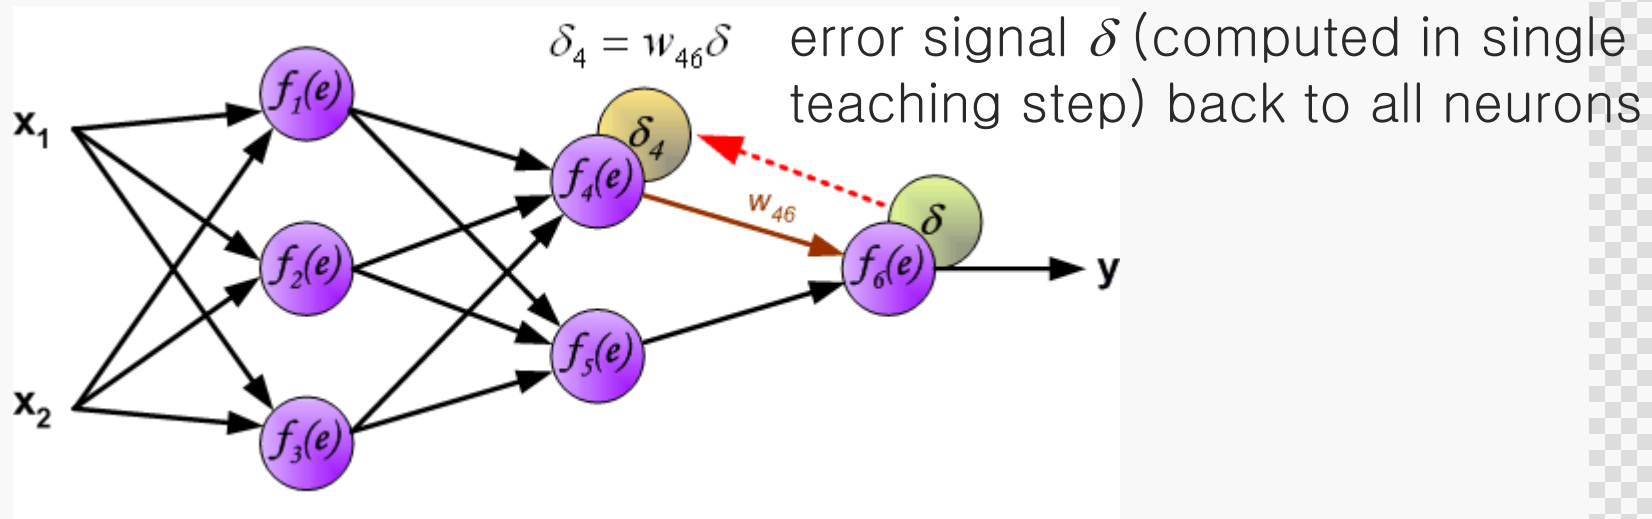 δ₄ = w₄₆δ
error signal δ (computed in single
teaching step) back to all neurons
x₁
x₂
f₁(e)
f₂(e)
f₃(e)
δ₄
f₄(e)
f₅(e)
w₄₆
δ
f₆(e)
y